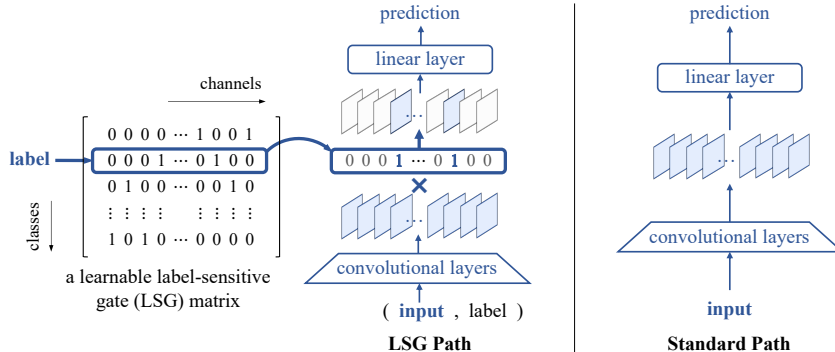 prediction
linear layer
channels
0 0 0 0 ··· 1 0 0 1
label
0 0 0 1 ··· 0 1 0 0
0 1 0 0 ··· 0 0 1 0
⋮ ⋮ ⋮ ⋮ ⋮ ⋮ ⋮ ⋮
1 0 1 0 ··· 0 0 0 0
classes
a learnable label-sensitive
gate (LSG) matrix
···
0 0 0 1 ··· 0 1 0 0
×
···
convolutional layers
( input , label )
LSG Path
prediction
linear layer
···
convolutional layers
input
Standard Path